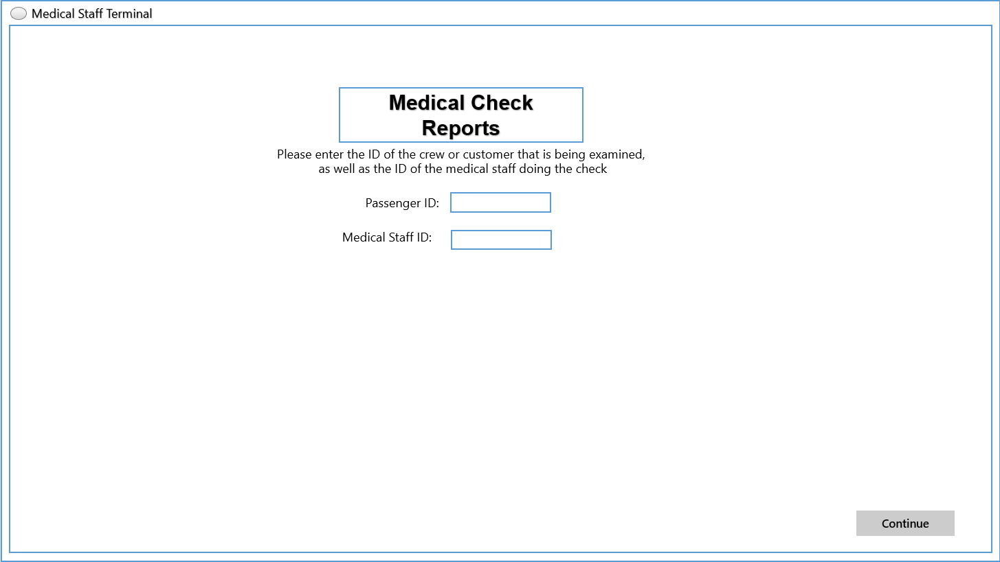 Medical Staff Terminal
Medical Check
Reports
Please enter the ID of the crew or customer that is being examined,
as well as the ID of the medical staff doing the check
Passenger ID:
Medical Staff ID:
Continue